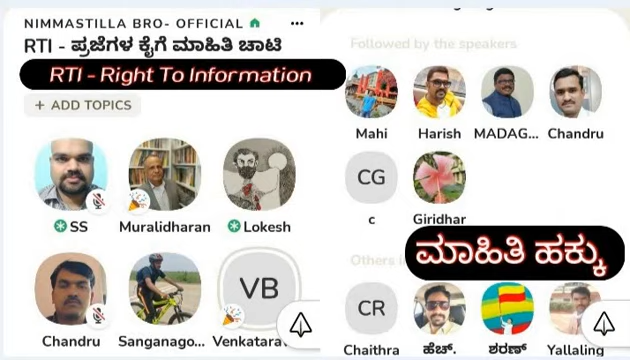 NIMMASTILLA BRO- OFFICIAL
RTI - ಪ್ರಜೆಗಳ ಕೈಗೆ ಮಾಹಿತಿ ಚಾಟಿ
RTI - Right To Information
+ ADD TOPICS
SS
Muralidharan
Lokesh
VB
Chandru
Sanganago...
Venkatara
Followed by the speakers
Mahi
Harish
MADAG...
Chandru
CG
c
Giridhar
ಮಾಹಿತಿ ಹಕ್ಕು
Others
CR
Chaithra
ಹೆಚ್.
ಶರಣ್
Yallaling